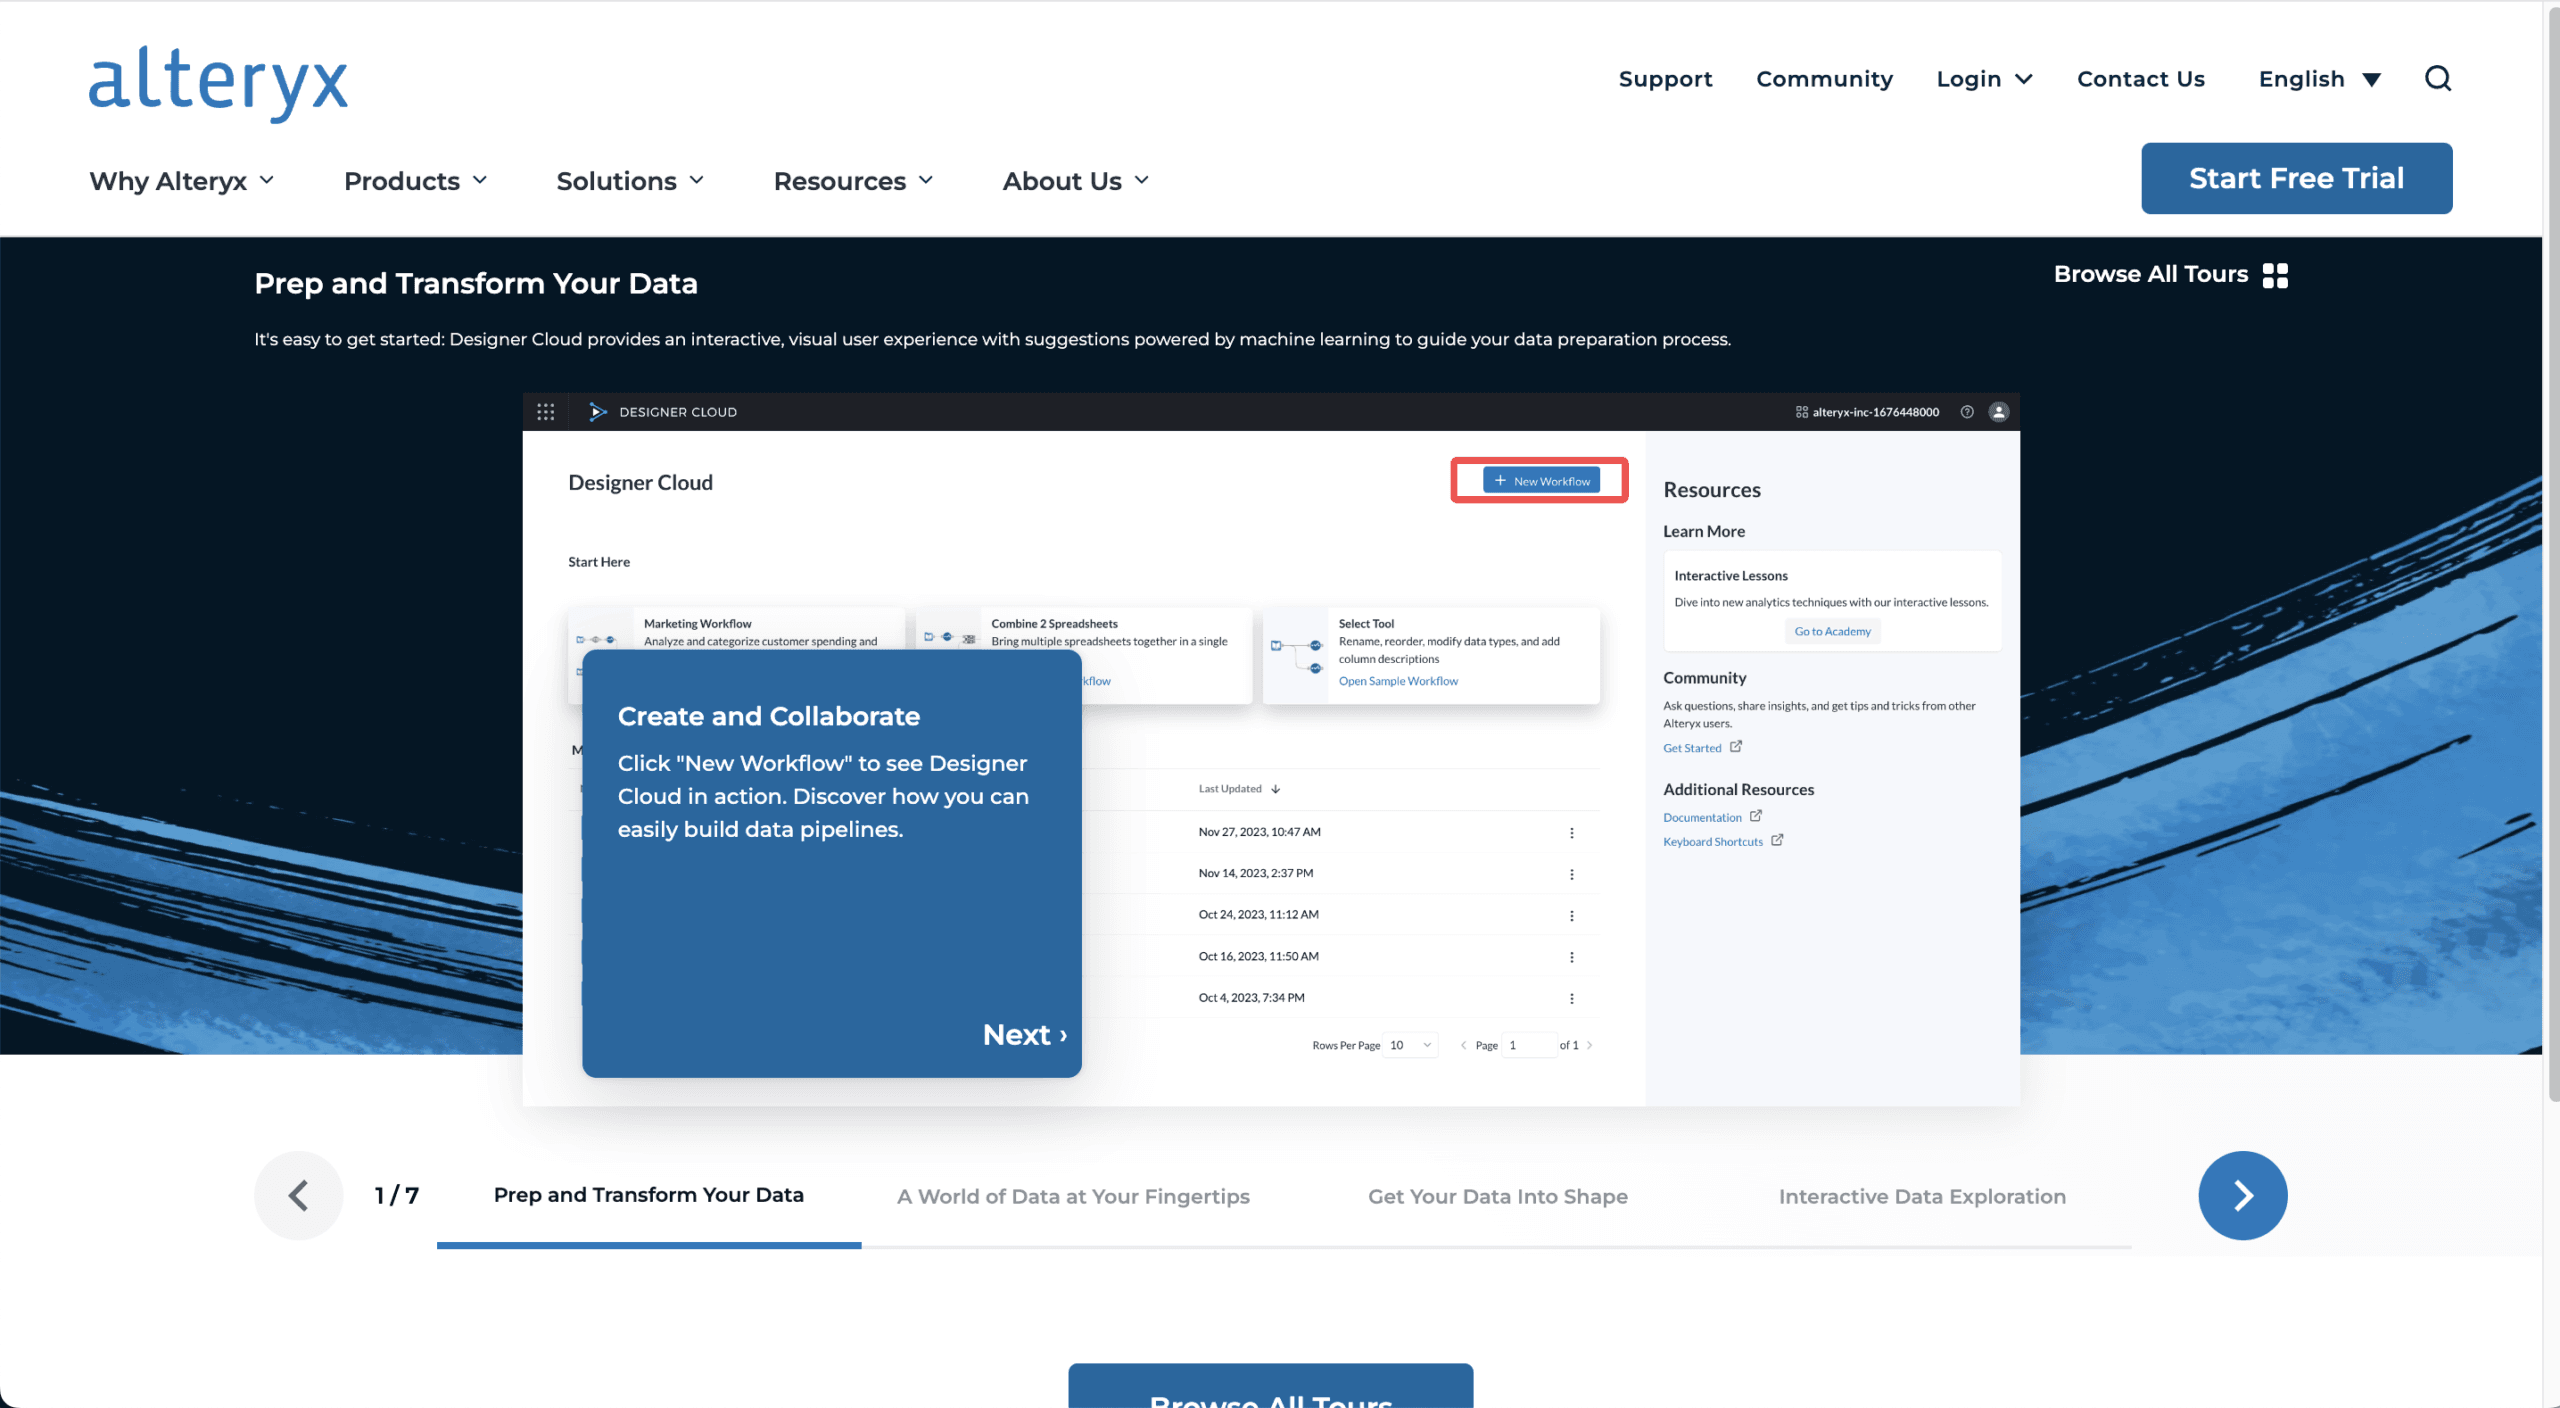 alteryx
Support
Community
Login
Contact Us
English
Why Alteryx
Products
Solutions
Resources
About Us
Start Free Trial
Prep and Transform Your Data
Browse All Tours
It's easy to get started: Designer Cloud provides an interactive, visual user experience with suggestions powered by machine learning to guide your data preparation process.
DESIGNER CLOUD
alteryx-inc-1676448000
Designer Cloud
+ New Workflow
Start Here
Marketing Workflow
Analyze and categorize customer spending and
Combine 2 Spreadsheets
Bring multiple spreadsheets together in a single
Select Tool
Rename, reorder, modify data types, and add
column descriptions
Open Sample Workflow
Create and Collaborate
Click "New Workflow" to see Designer
Cloud in action. Discover how you can
easily build data pipelines.
Next ›
Last Updated
Nov 27, 2023, 10:47 AM
Nov 14, 2023, 2:37 PM
Oct 24, 2023, 11:12 AM
Oct 16, 2023, 11:50 AM
Oct 4, 2023, 7:34 PM
Rows Per Page 10
Page 1 of 1
Resources
Learn More
Interactive Lessons
Dive into new analytics techniques with our interactive lessons.
Go to Academy
Community
Ask questions, share insights, and get tips and tricks from other
Alteryx users.
Get Started
Additional Resources
Documentation
Keyboard Shortcuts
1 / 7
Prep and Transform Your Data
A World of Data at Your Fingertips
Get Your Data Into Shape
Interactive Data Exploration
Browse All Tours